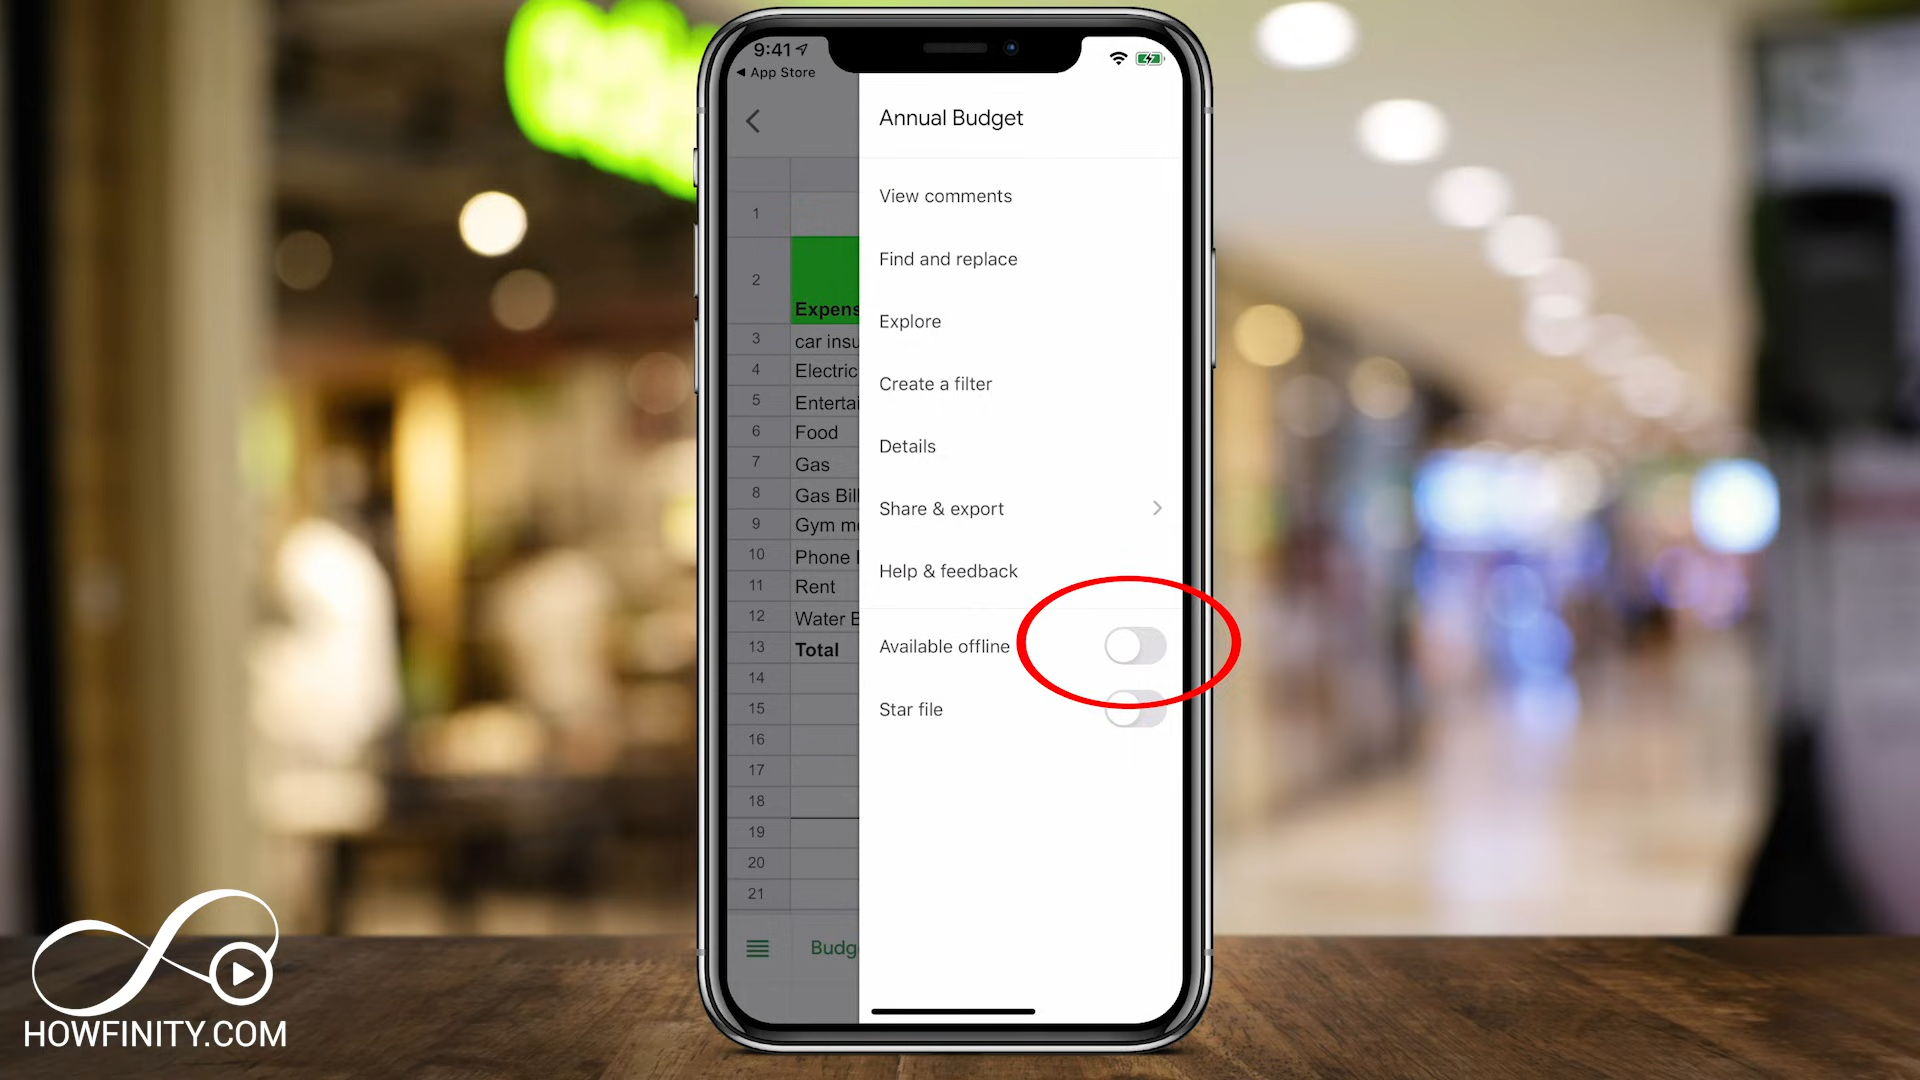 9:41
◀ App Store
Annual Budget
View comments
Find and replace
Explore
Create a filter
Details
Share & export
Help & feedback
Available offline
Star file
1
2 Expens
3 car insu
4 Electric
5 Entertai
6 Food
7 Gas
8 Gas Bill
9 Gym m
10 Phone
11 Rent
12 Water B
13 Total
14
15
16
17
18
19
20
21
Budg
HOWFINITY.COM